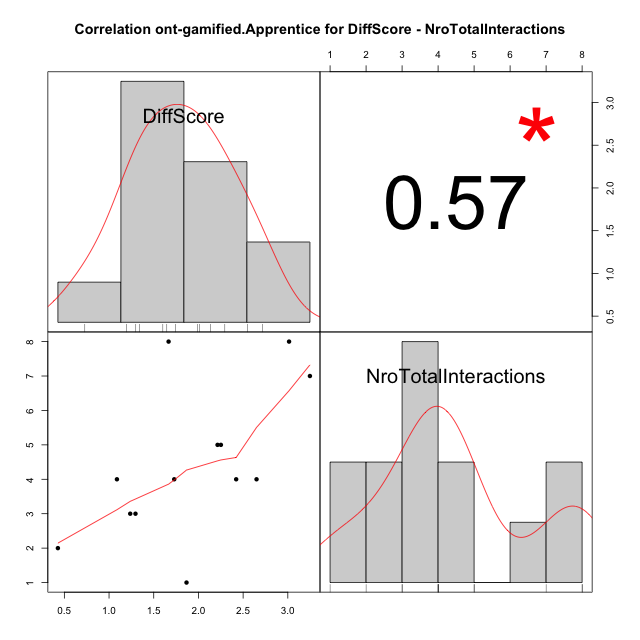 Correlation ont-gamified.Apprentice for DiffScore - NroTotalInteractions
1 2 3 4 5 6 7 8
DiffScore
*
0.57
0.5 1.0 1.5 2.0 2.5 3.0
1 2 3 4 5 6 7 8
NroTotalInteractions
0.5 1.0 1.5 2.0 2.5 3.0